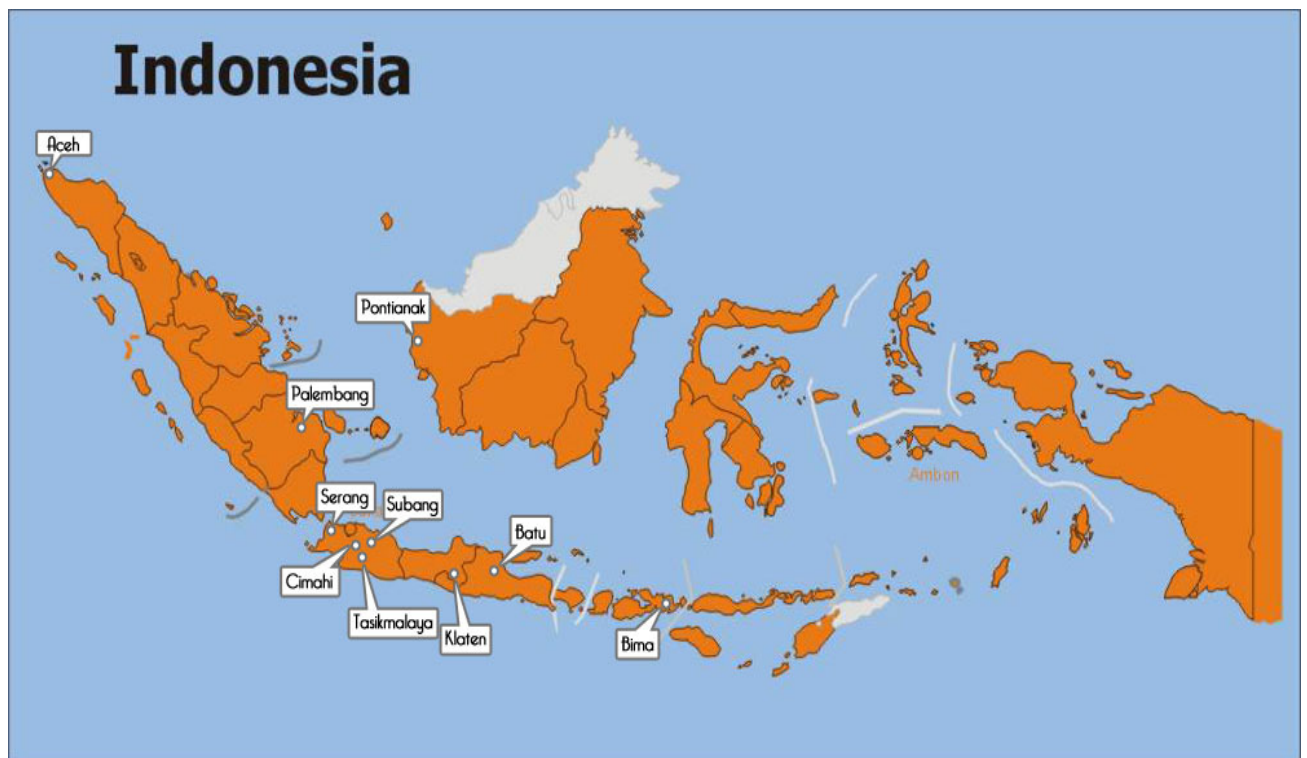 Indonesia
Aceh
Pontianak
Palembang
Ambon
Serang
Subang
Batu
Cimahi
Tasikmalaya
Klaten
Bima